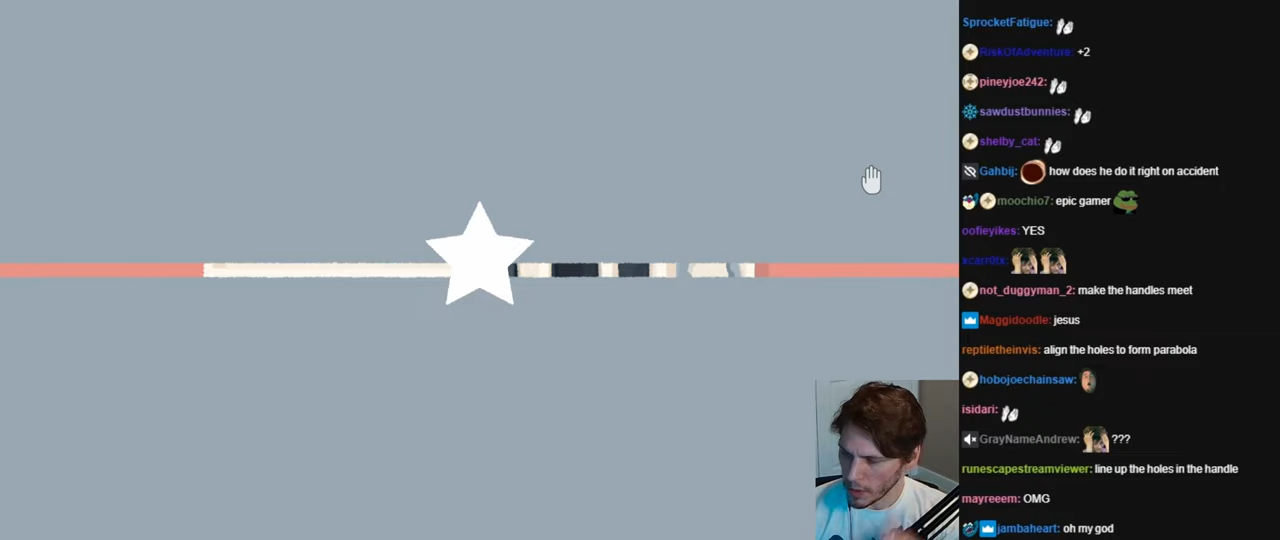 SprocketFatigue:
RiskOfAdventure: +2
pineyjoe242:
sawdustbunnies:
shelby_cat:
Gahbij: how does he do it right on accident
moochio7: epic gamer
oofieyikes: YES
xcarr0tx:
not_duggyman_2: make the handles meet
Maggidoodle: jesus
reptiletheinvis: align the holes to form parabola
hobojoechainsaw:
isidari:
GrayNameAndrew: ???
runescapestreamviewer: line up the holes in the handle
mayreeem: OMG
jambaheart: oh my god